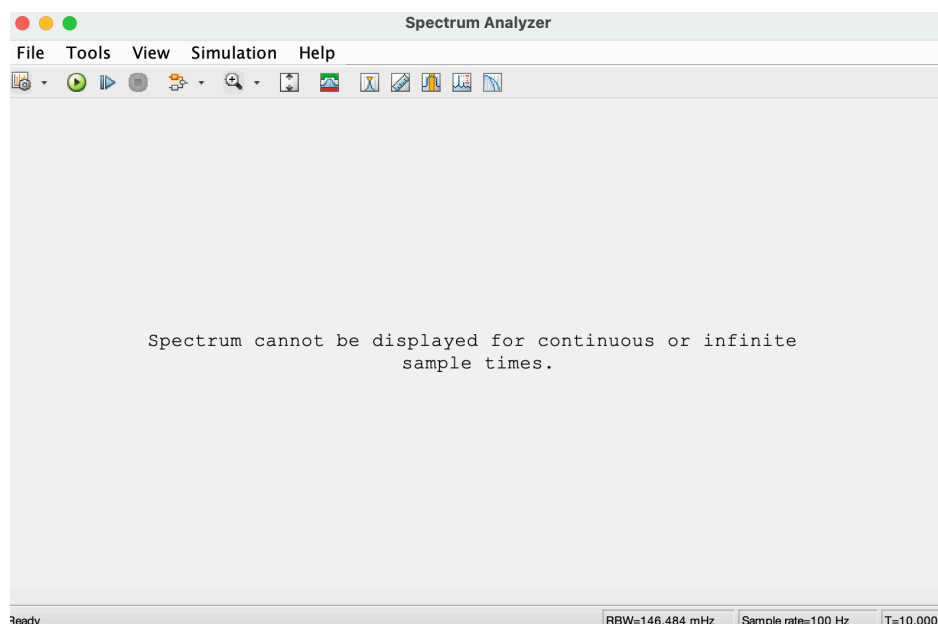 Spectrum Analyzer
File Tools View Simulation Help
Spectrum cannot be displayed for continuous or infinite
sample times.
Ready RBW=146.484 mHz Sample rate=100 Hz T=10.000